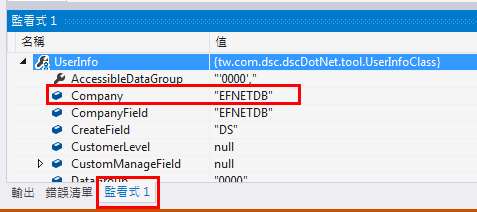 監看式 1
名稱 值
UserInfo {tw.com.dsc.dscDotNet.tool.UserInfoClass}
AccessibleDataGroup "'0000',"
Company "EFNETDB"
CompanyField "EFNETDB"
CreateField "DS"
CustomerLevel null
CustomManageField null
DataGroup "0000"
輸出 錯誤清單 監看式 1